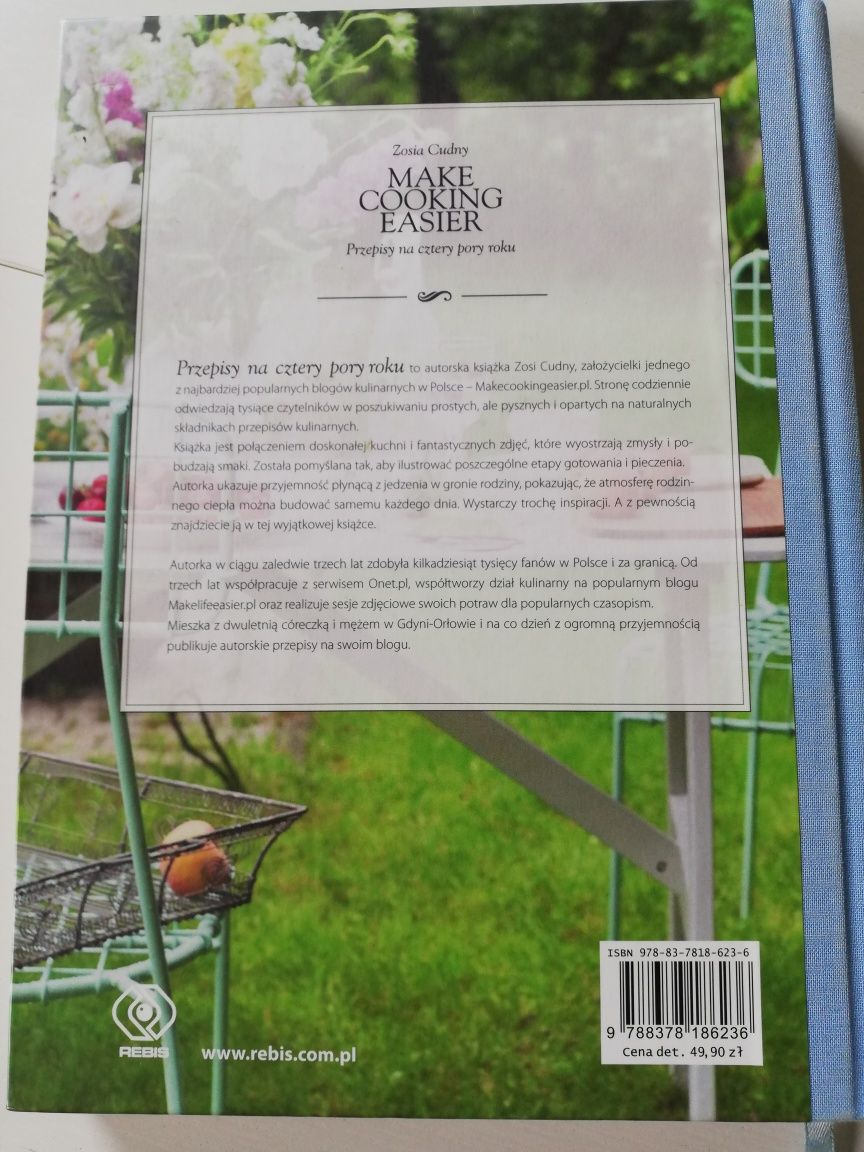 Zosia Cudny
MAKE
COOKING
EASIER
Przepisy na cztery pory roku
Przepisy na cztery pory roku to autorska książka Zosi Cudny, założycielki jednego
z najbardziej popularnych blogów kulinarnych w Polsce – Makecookingeasier.pl. Stronę codziennie
odwiedzają tysiące czytelników w poszukiwaniu prostych, ale pysznych i opartych na naturalnych
składnikach przepisów kulinarnych.
Książka jest połączeniem doskonałej kuchni i fantastycznych zdjęć, które wyostrzają zmysły i po-
budzają smaki. Została pomyślana tak, aby ilustrować poszczególne etapy gotowania i pieczenia.
Autorka ukazuje przyjemność płynącą z jedzenia w gronie rodziny, pokazując, że atmosferę rodzin-
nego ciepła można budować samemu każdego dnia. Wystarczy trochę inspiracji. A z pewnością
znajdziecie ją w tej wyjątkowej książce.
Autorka w ciągu zaledwie trzech lat zdobyła kilkadziesiąt tysięcy fanów w Polsce i za granicą. Od
trzech lat współpracuje z serwisem Onet.pl, współtworzy dział kulinarny na popularnym blogu
Makelifeeasier.pl oraz realizuje sesje zdjęciowe swoich potraw dla popularnych czasopism.
Mieszka z dwuletnią córeczką i mężem w Gdyni-Orłowie i na co dzień z ogromną przyjemnością
publikuje autorskie przepisy na swoim blogu.
ISBN 978-83-7818-623-6
9 788378 186236
Cena det. 49,90 zł
REBIS
www.rebis.com.pl